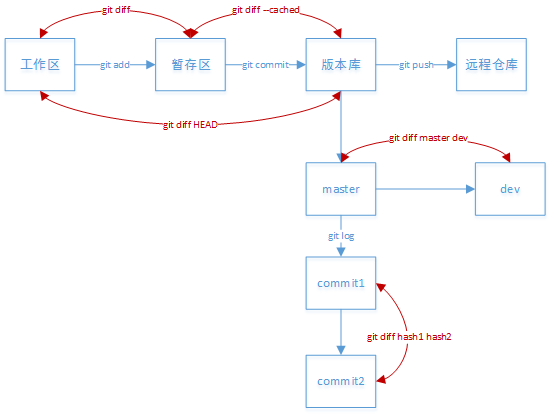 git diff
git diff --cached
工作区
git add
暂存区
git commit
版本库
git push
远程仓库
git diff HEAD
git diff master dev
master
dev
git log
commit1
git diff hash1 hash2
commit2